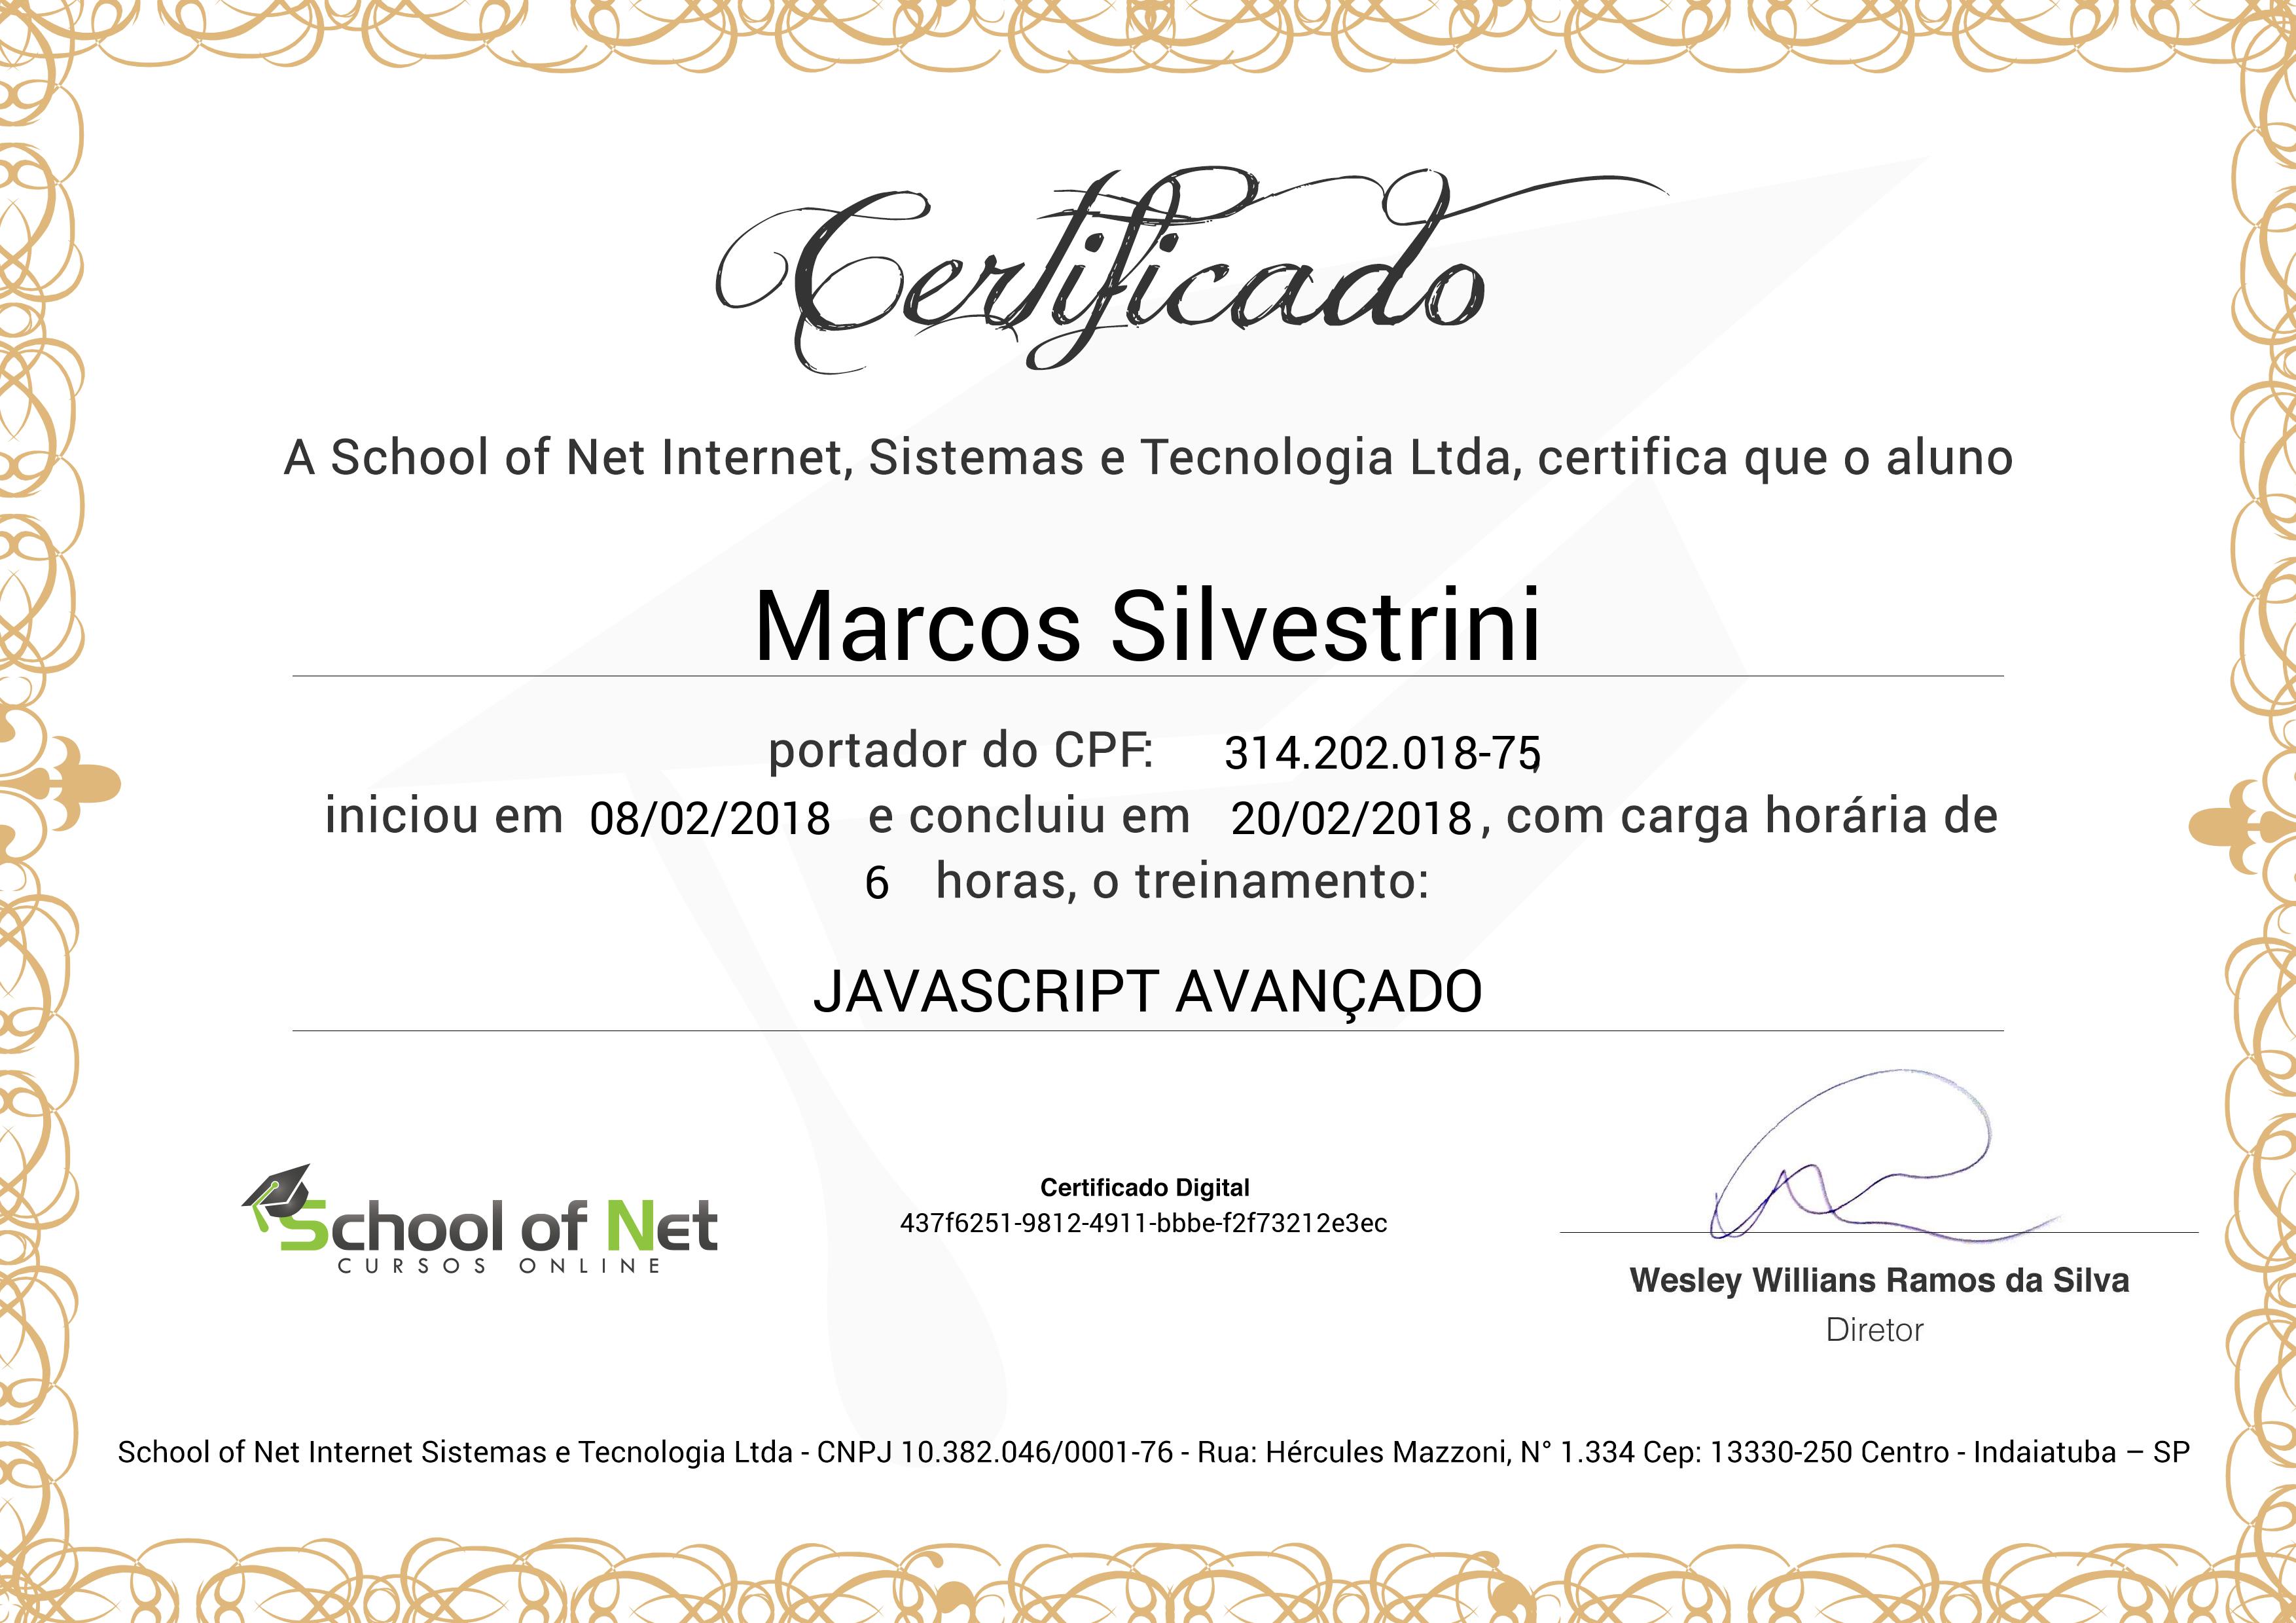 Certificado
A School of Net Internet, Sistemas e Tecnologia Ltda, certifica que o aluno
Marcos Silvestrini
portador do CPF: 314.202.018-75,
iniciou em 08/02/2018 e concluiu em 20/02/2018, com carga horária de
6 horas, o treinamento:
JAVASCRIPT AVANÇADO
School of Net
CURSOS ONLINE
Certificado Digital
437f6251-9812-4911-bbbe-f2f73212e3ec
Wesley Willians Ramos da Silva
Diretor
School of Net Internet Sistemas e Tecnologia Ltda - CNPJ 10.382.046/0001-76 - Rua: Hércules Mazzoni, N° 1.334 Cep: 13330-250 Centro - Indaiatuba – SP